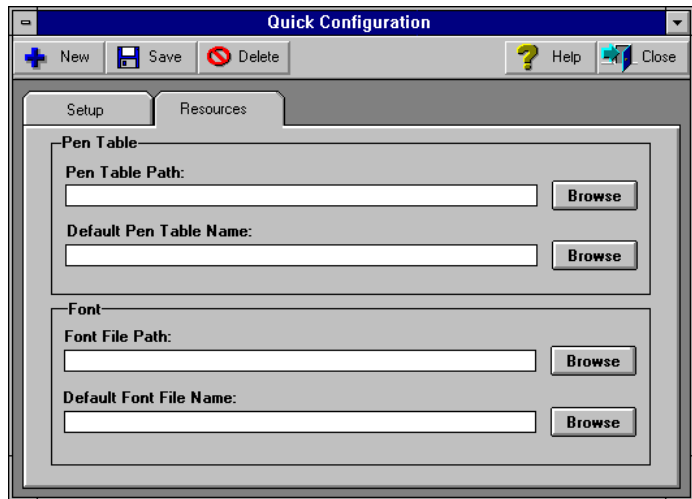 Quick Configuration
New Save Delete Help Close
Setup Resources
Pen Table
Pen Table Path:
Browse
Default Pen Table Name:
Browse
Font
Font File Path:
Browse
Default Font File Name:
Browse